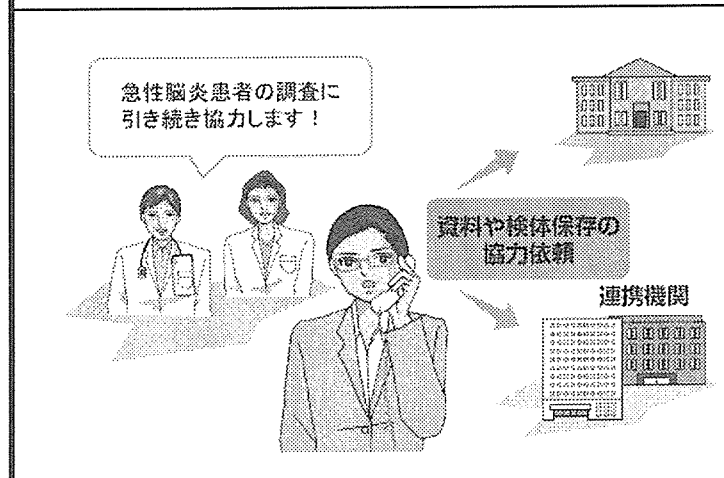 急性脳炎患者の調査に
引き続き協力します!
資料や検体保存の
協力依頼
連携機関